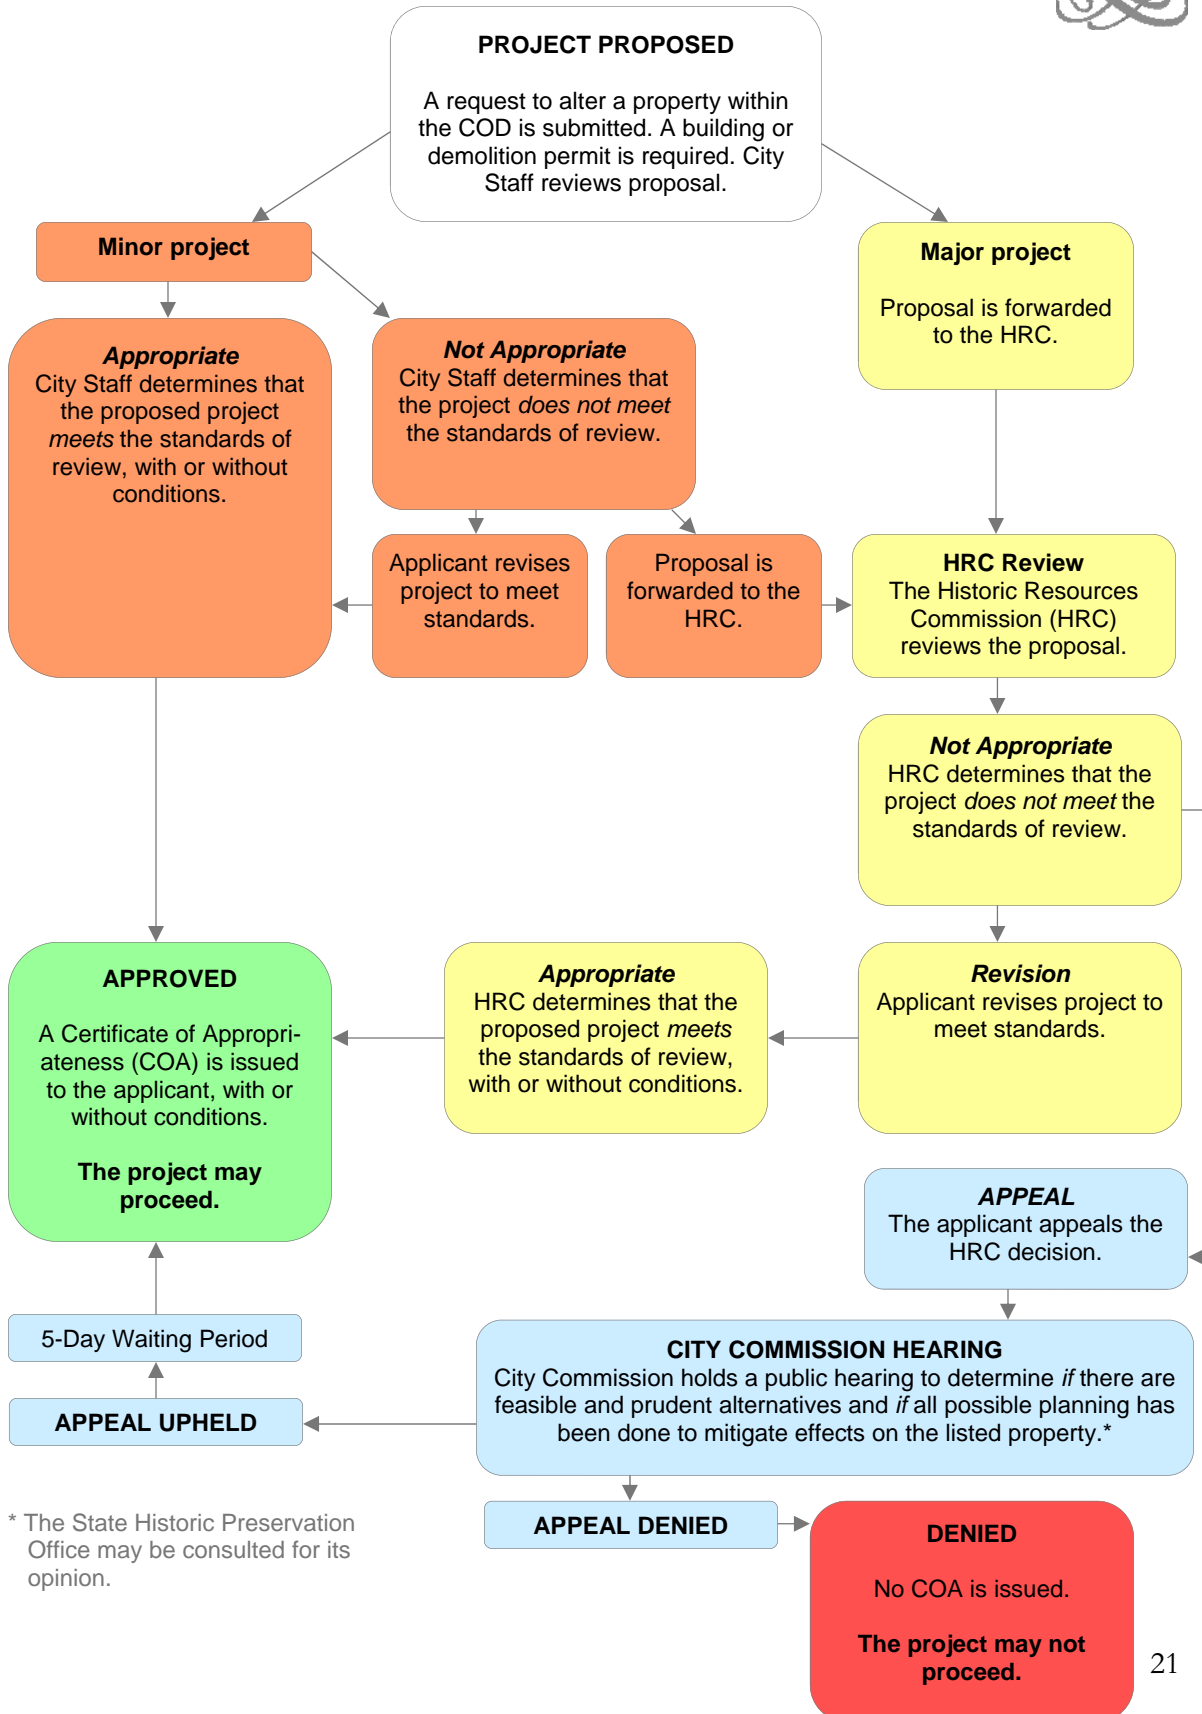 PROJECT PROPOSED
A request to alter a property within
the COD is submitted. A building or
demolition permit is required. City
Staff reviews proposal.
Minor project
Major project
Proposal is forwarded
to the HRC.
Appropriate
City Staff determines that
the proposed project
meets the standards of
review, with or without
conditions.
Not Appropriate
City Staff determines that
the project does not meet
the standards of review.
Applicant revises
project to meet
standards.
Proposal is
forwarded to the
HRC.
HRC Review
The Historic Resources
Commission (HRC)
reviews the proposal.
Not Appropriate
HRC determines that the
project does not meet the
standards of review.
APPROVED
A Certificate of Appropri-
ateness (COA) is issued
to the applicant, with or
without conditions.
The project may
proceed.
Appropriate
HRC determines that the
proposed project meets
the standards of review,
with or without conditions.
Revision
Applicant revises project to
meet standards.
APPEAL
The applicant appeals the
HRC decision.
5-Day Waiting Period
CITY COMMISSION HEARING
City Commission holds a public hearing to determine if there are
feasible and prudent alternatives and if all possible planning has
been done to mitigate effects on the listed property.*
APPEAL UPHELD
APPEAL DENIED
DENIED
No COA is issued.
The project may not
proceed.
* The State Historic Preservation
Office may be consulted for its
opinion.
21